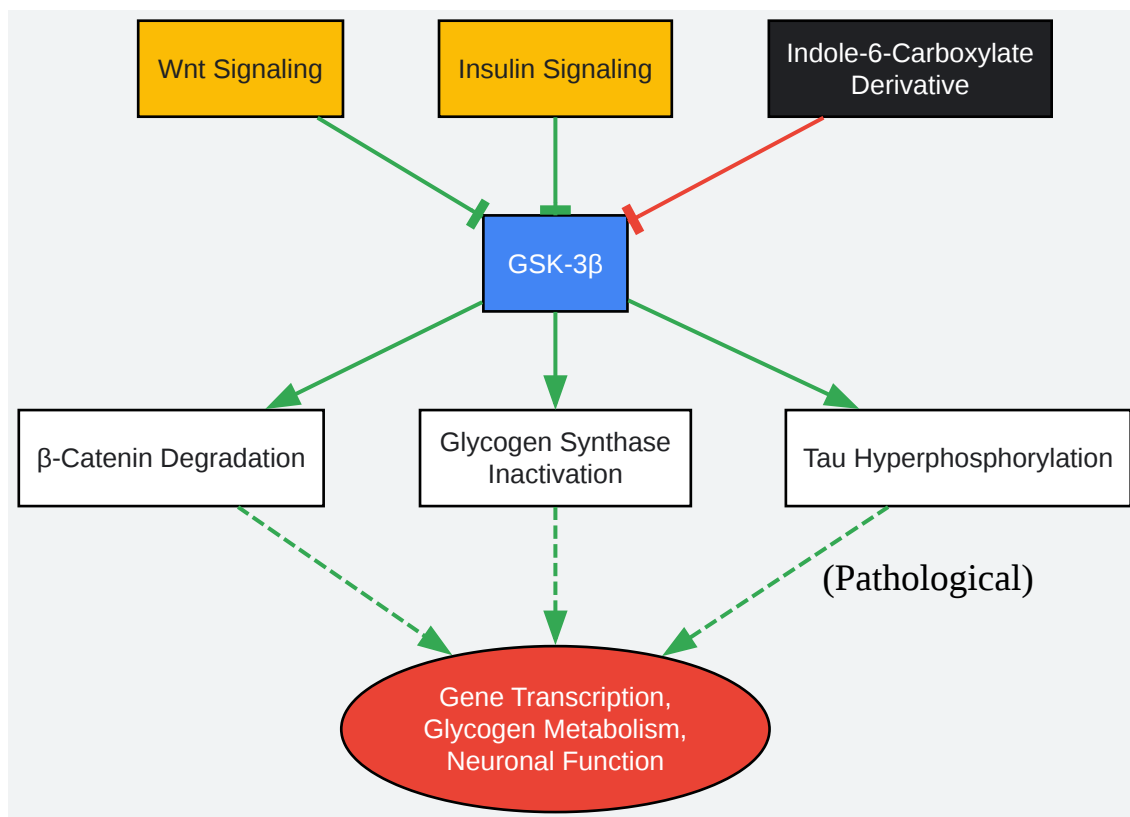 Wnt Signaling
Insulin Signaling
Indole-6-Carboxylate
Derivative
GSK-3β
β-Catenin Degradation
Glycogen Synthase
Inactivation
Tau Hyperphosphorylation
(Pathological)
Gene Transcription,
Glycogen Metabolism,
Neuronal Function